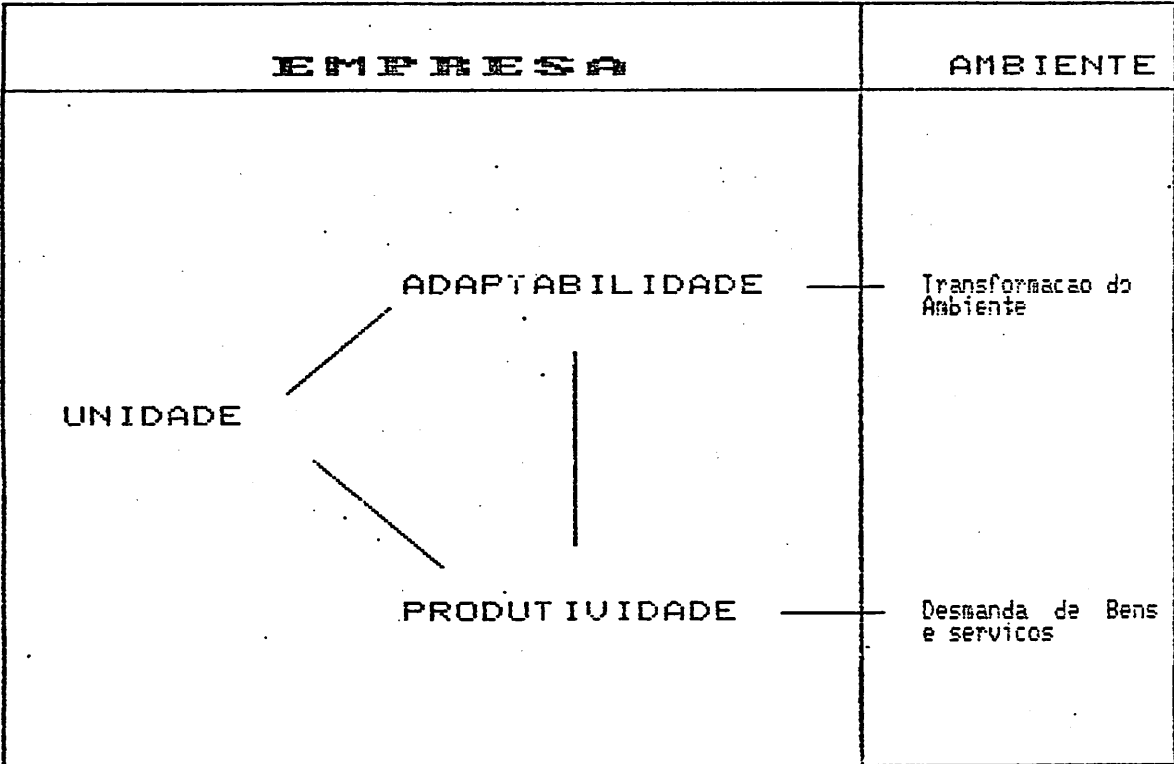 EMPRESA
AMBIENTE
ADAPTABILIDADE
Transformacao do
Ambiente
UNIDADE
PRODUTIVIDADE
Desmanda de Bens
e servicos